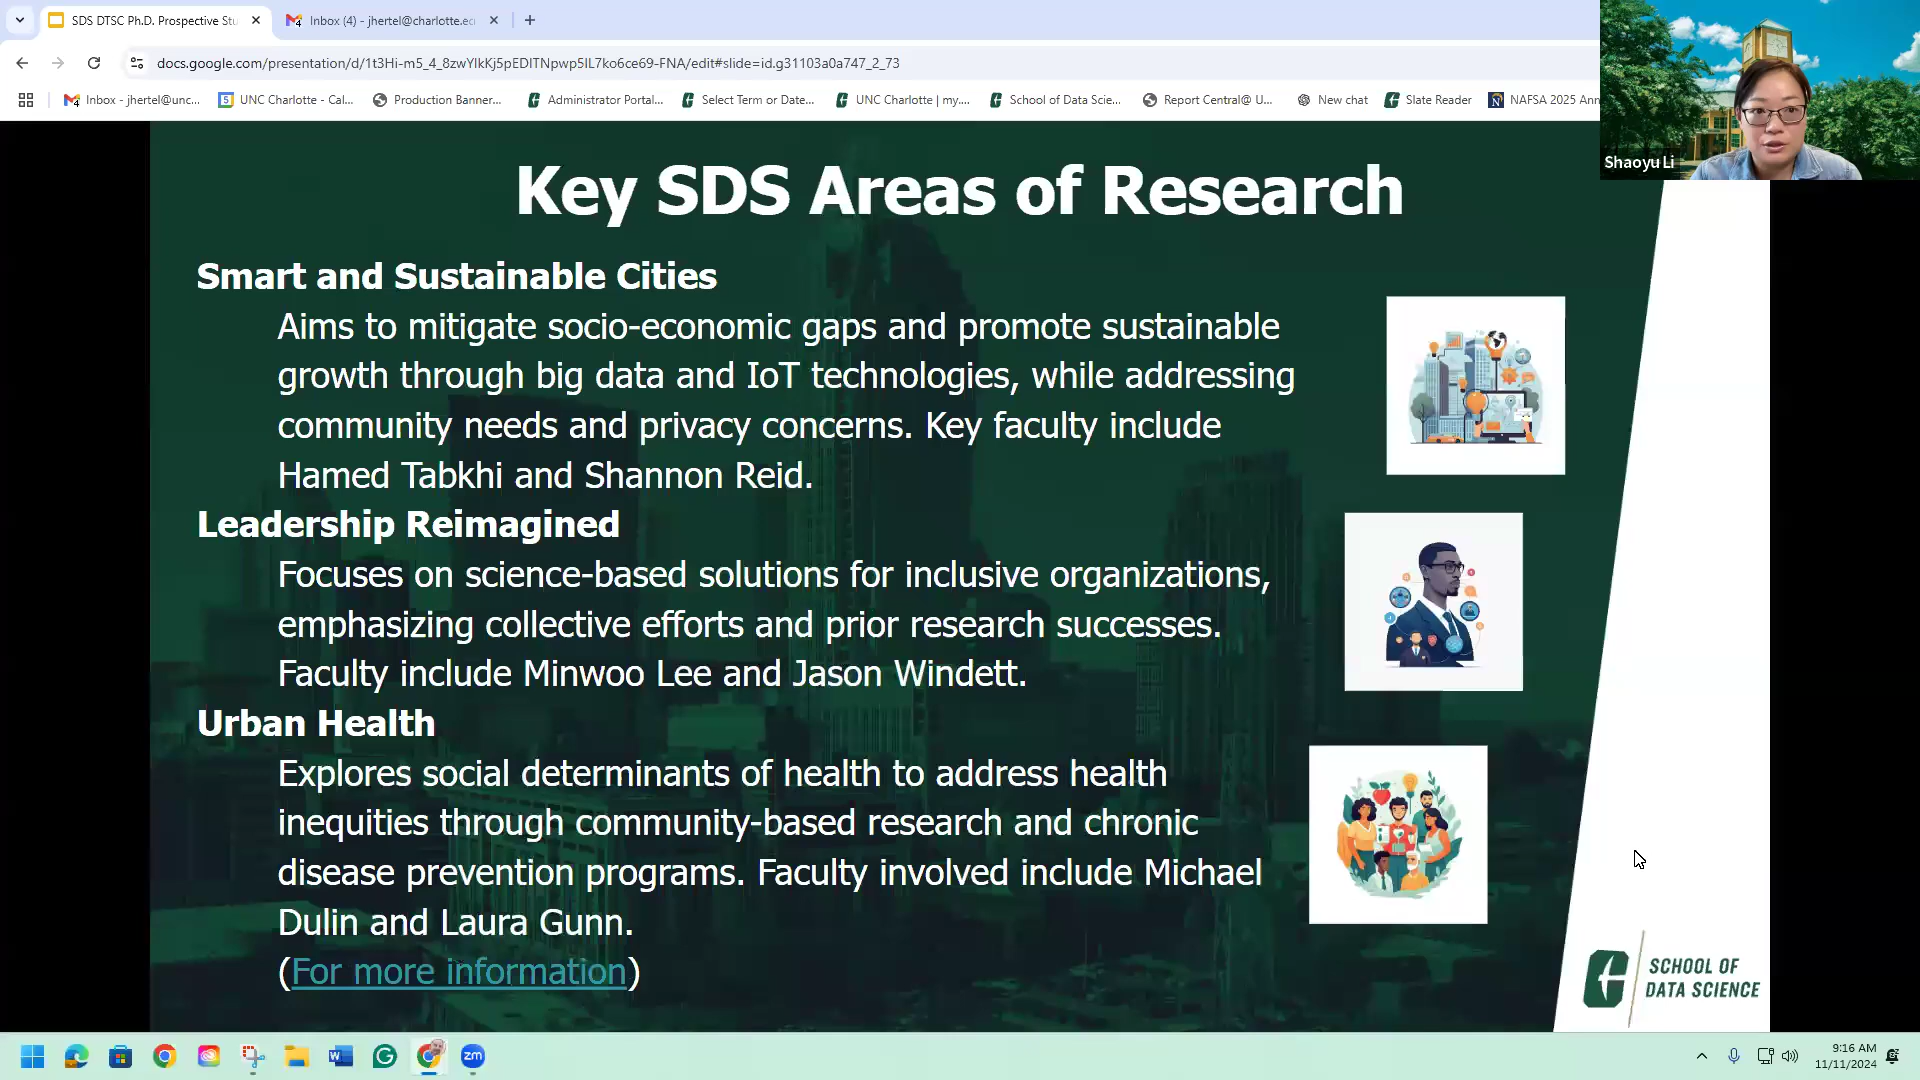 SDS DTSC Ph.D. Prospective Stu
Inbox (4) - jhertel@charlotte.ed
docs.google.com/presentation/d/1t3Hi-m5_4_8zwYlkKj5pEDITNpwp5IL7ko6ce69-FNA/edit#slide=id.g31103a0a747_2_73
Inbox - jhertel@unc...
UNC Charlotte - Cal...
Production Banner...
Administrator Portal...
Select Term or Date...
UNC Charlotte | my....
School of Data Scie...
Report Central@ U...
New chat
Slate Reader
NAFSA 2025 Ann
Shaoyu Li
Key SDS Areas of Research
Smart and Sustainable Cities
Aims to mitigate socio-economic gaps and promote sustainable
growth through big data and IoT technologies, while addressing
community needs and privacy concerns. Key faculty include
Hamed Tabkhi and Shannon Reid.
Leadership Reimagined
Focuses on science-based solutions for inclusive organizations,
emphasizing collective efforts and prior research successes.
Faculty include Minwoo Lee and Jason Windett.
Urban Health
Explores social determinants of health to address health
inequities through community-based research and chronic
disease prevention programs. Faculty involved include Michael
Dulin and Laura Gunn.
(For more information)
SCHOOL OF
DATA SCIENCE
zm
9:16 AM
11/11/2024